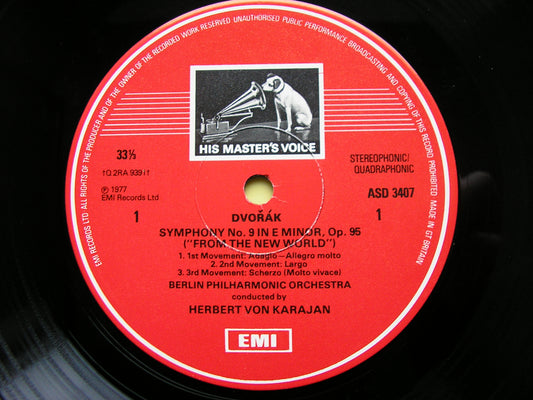 EMI RECORDS LTD ALL RIGHTS OF THE PRODUCER AND OF THE OWNER OF THE RECORDED WORK RESERVED UNAUTHORISED PUBLIC PERFORMANCE BROADCASTING AND COPYING OF THIS RECORD PROHIBITED MADE IN GT BRITAIN
HIS MASTER'S VOICE
33⅓
STEREOPHONIC/
QUADRAPHONIC
1Q 2RA 939 i1
℗ 1977
EMI Records Ltd
ASD 3407
1
1
DVOŘÁK
SYMPHONY No. 9 IN E MINOR, Op. 95
("FROM THE NEW WORLD")
1. 1st Movement: Adagio—Allegro molto
2. 2nd Movement: Largo
3. 3rd Movement: Scherzo (Molto vivace)
BERLIN PHILHARMONIC ORCHESTRA
conducted by
HERBERT VON KARAJAN
EMI